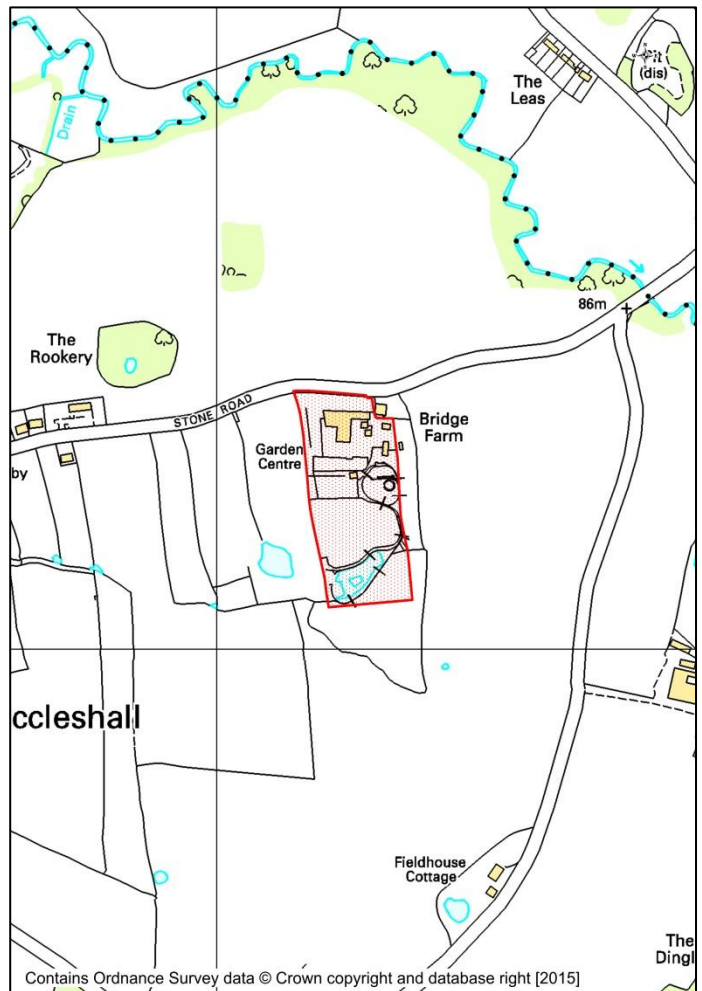 The
Leas
(dis)
Drain
86m
The
Rookery
STONE ROAD
Bridge
Farm
Garden
Centre
by
ccleshall
Fieldhouse
Cottage
The
Dingl
Contains Ordnance Survey data © Crown copyright and database right [2015]